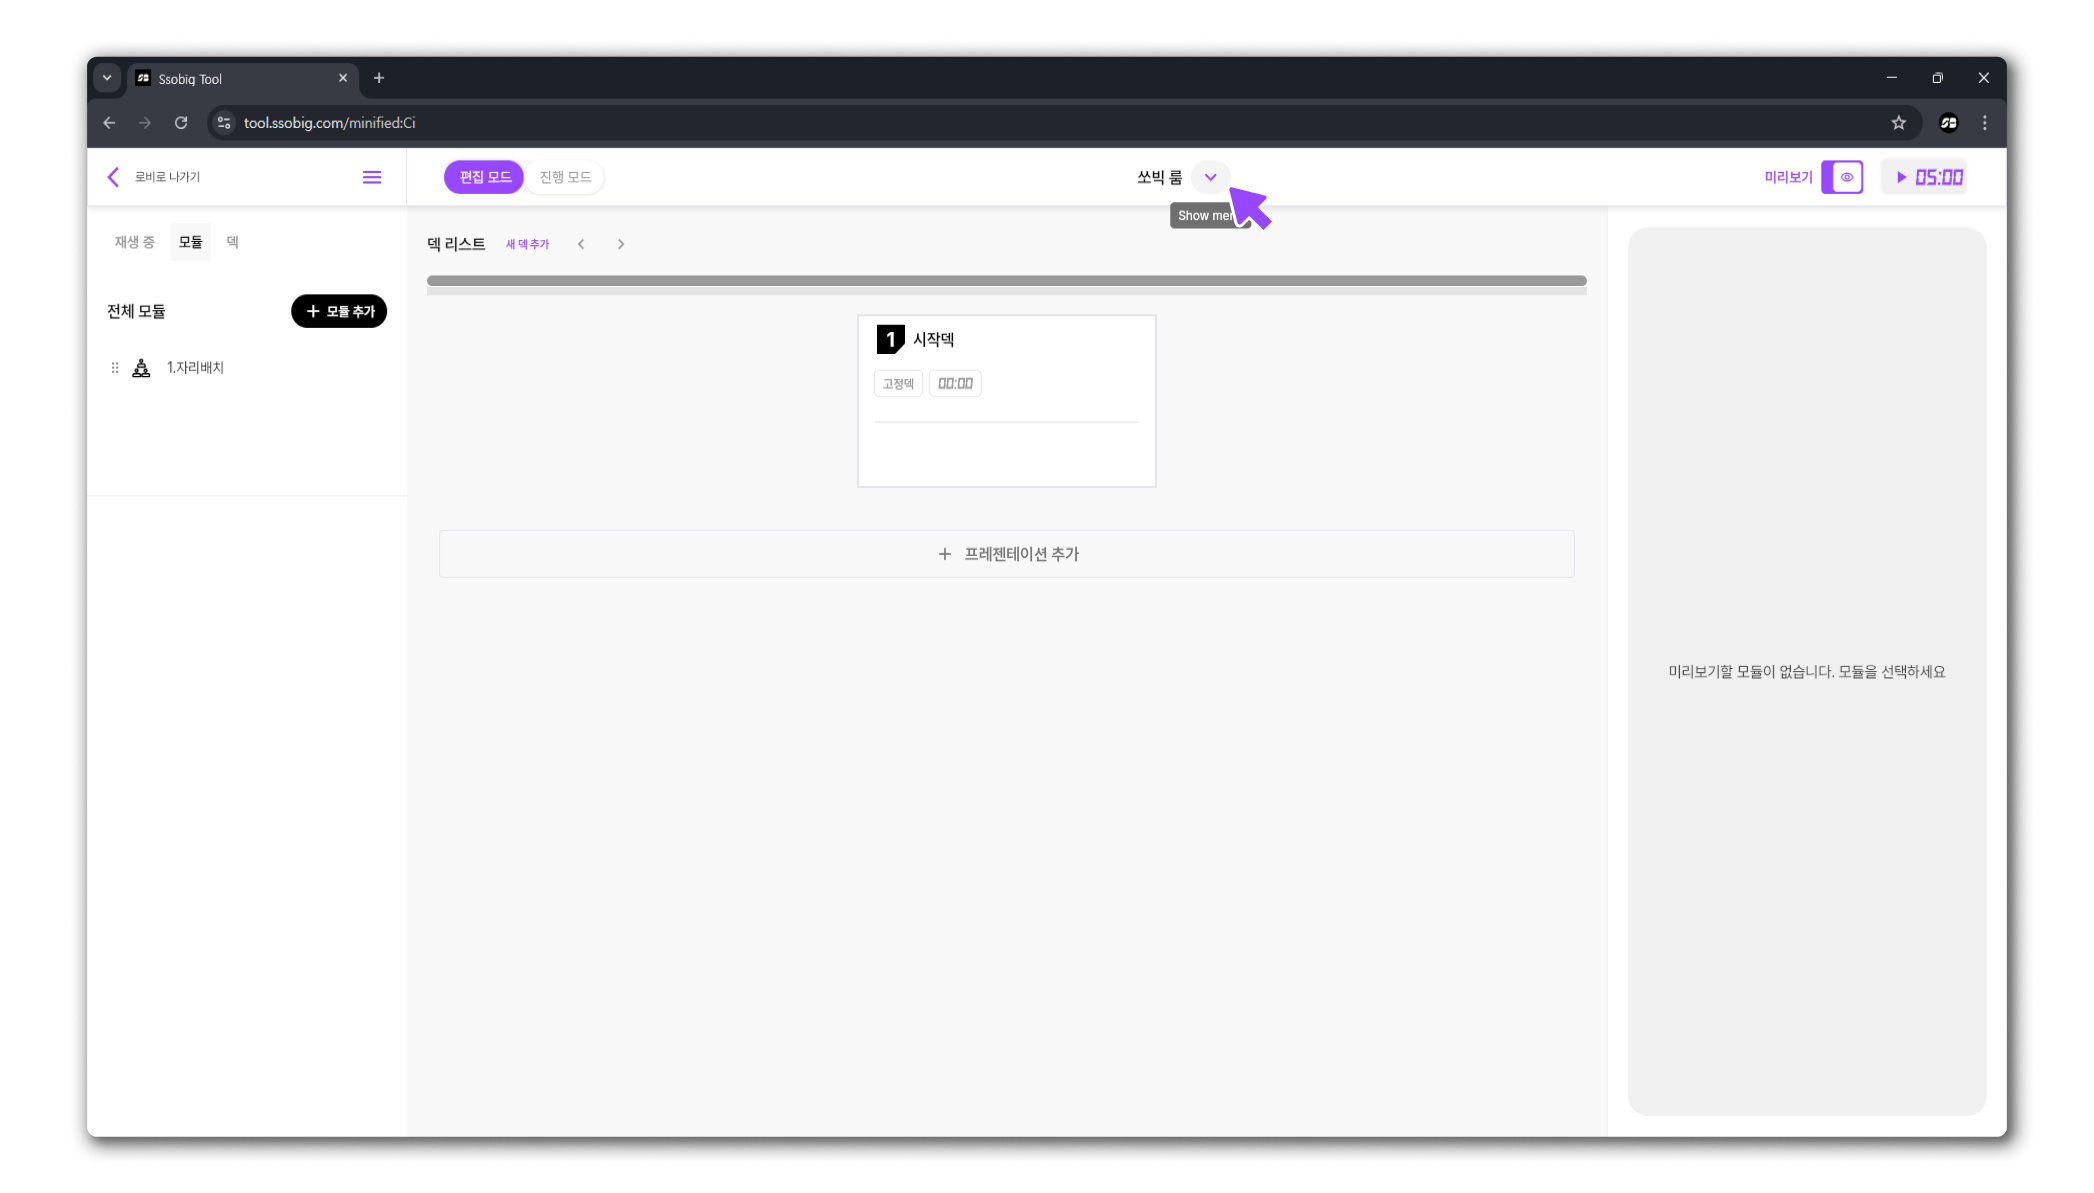 Ssobig Tool
tool.ssobig.com/minified:Ci
로비로 나가기
편집 모드
진행 모드
쏘빅 룸
미리보기
05:00
Show
재생 중
모듈
덱
덱 리스트
새 덱 추가
전체 모듈
+ 모듈 추가
1 시작덱
1.자리배치
고정덱
00:00
+ 프레젠테이션 추가
미리보기할 모듈이 없습니다. 모듈을 선택하세요